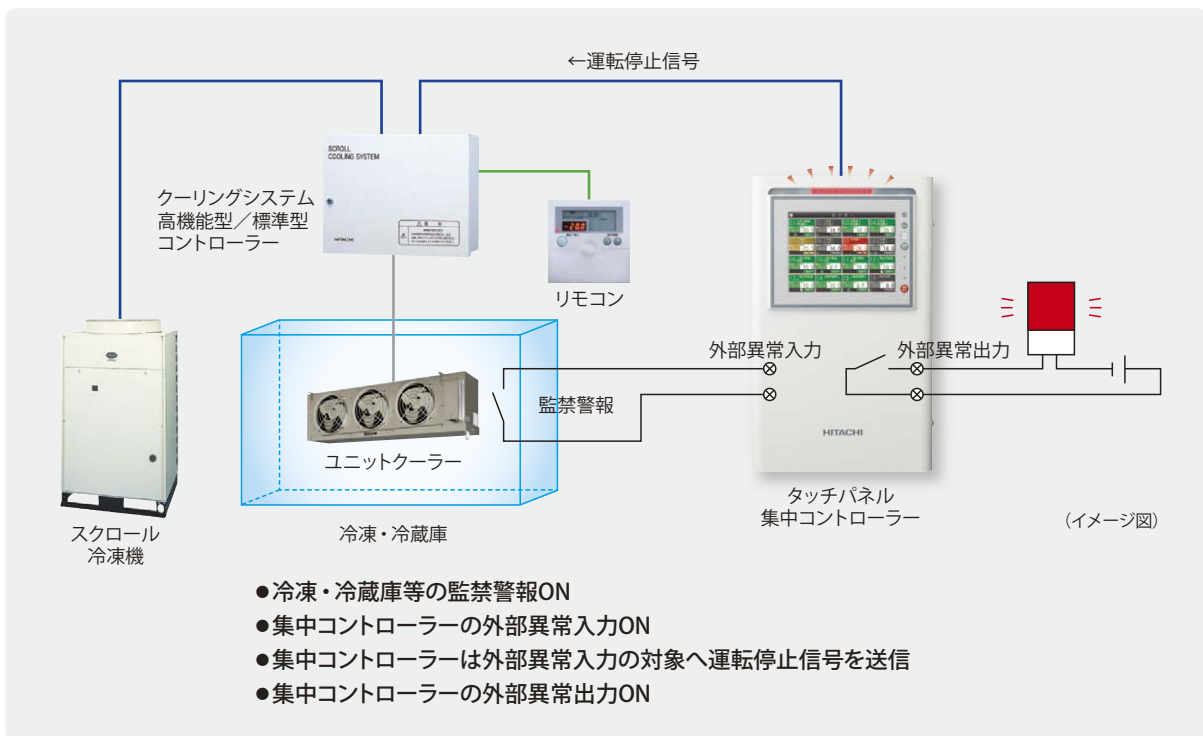 ←運転停止信号
SCROLL
COOLING SYSTEM
HITACHI
クーリングシステム
高機能型／標準型
コントローラー
-20.0
リモコン
外部異常入力
外部異常出力
監禁警報
HITACHI
ユニットクーラー
スクロール
冷凍機
冷凍・冷蔵庫
タッチパネル
集中コントローラー
（イメージ図）
●冷凍・冷蔵庫等の監禁警報ON
●集中コントローラーの外部異常入力ON
●集中コントローラーは外部異常入力の対象へ運転停止信号を送信
●集中コントローラーの外部異常出力ON